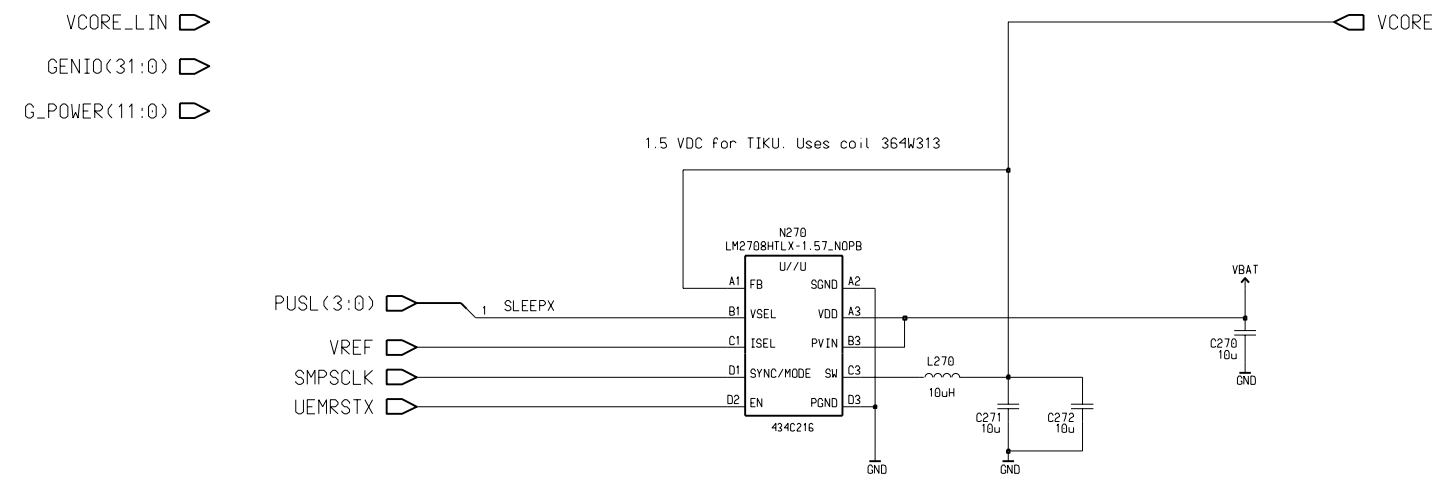 VCORE_LIN
VCORE
GENIO(31:0)
G_POWER(11:0)
1.5 VDC for TIKU. Uses coil 364W313
N270
LM2708HTLX-1.57_NOPB
U//U
A1 FB SGND A2
VBAT
PUSL(3:0) 1 SLEEPX
B1 VSEL VDD A3
VREF C1 ISEL PVIN B3
C270
10u
L270
SMPSCLK D1 SYNC/MODE SW C3
10uH
GND
UEMRSTX D2 EN PGND D3
C271
10u
C272
10u
434C216
GND
GND